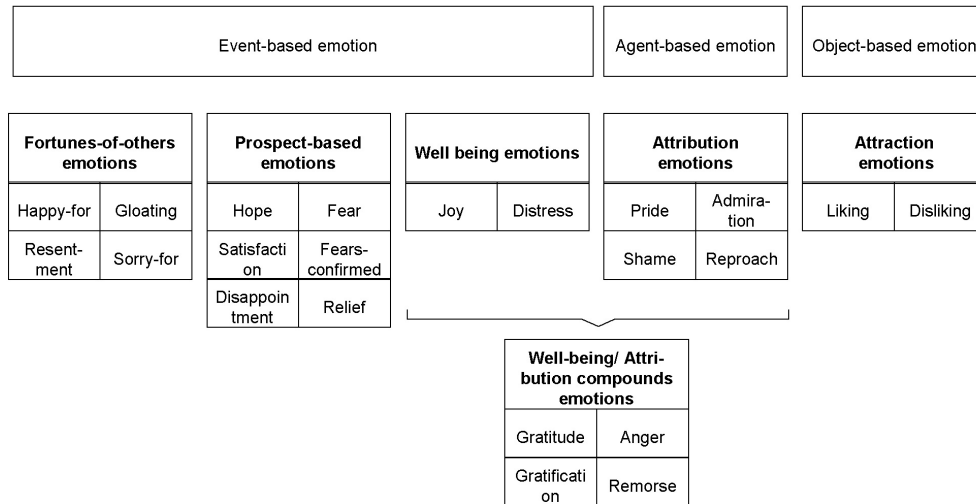 Event-based emotion
Agent-based emotion
Object-based emotion
Fortunes-of-others
emotions
Happy-for
Gloating
Resent-
ment
Sorry-for
Prospect-based
emotions
Hope
Fear
Satisfacti
on
Fears-
confirmed
Disappoin
tment
Relief
Well being emotions
Joy
Distress
Attribution
emotions
Pride
Admira-
tion
Shame
Reproach
Attraction
emotions
Liking
Disliking
Well-being/ Attri-
bution compounds
emotions
Gratitude
Anger
Gratificati
on
Remorse